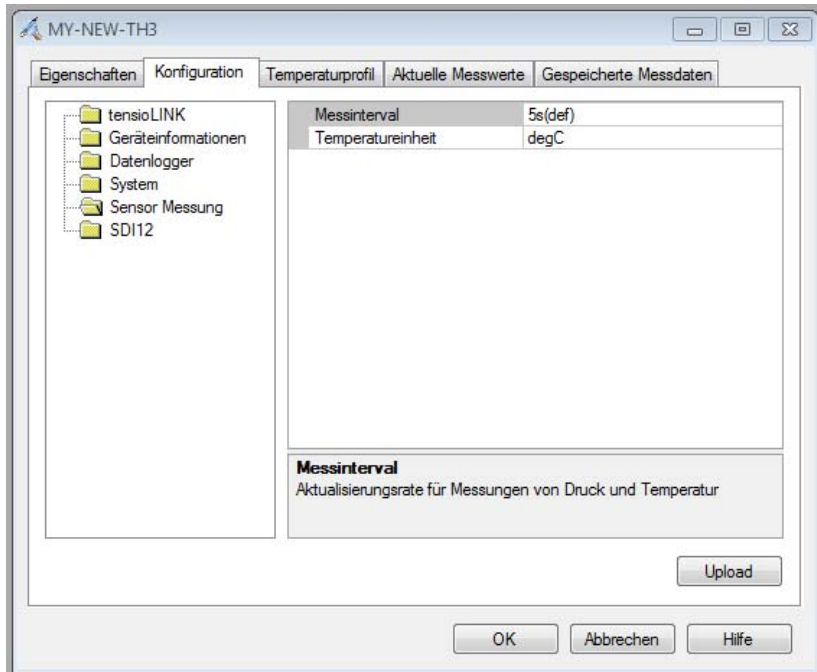 MY-NEW-TH3
Eigenschaften Konfiguration Temperaturprofil Aktuelle Messwerte Gespeicherte Messdaten
tensioLINK
Geräteinformationen
Datenlogger
System
Sensor Messung
SDI12
Messinterval 5s(def)
Temperatureinheit degC
Messinterval
Aktualisierungsrate für Messungen von Druck und Temperatur
Upload
OK Abbrechen Hilfe